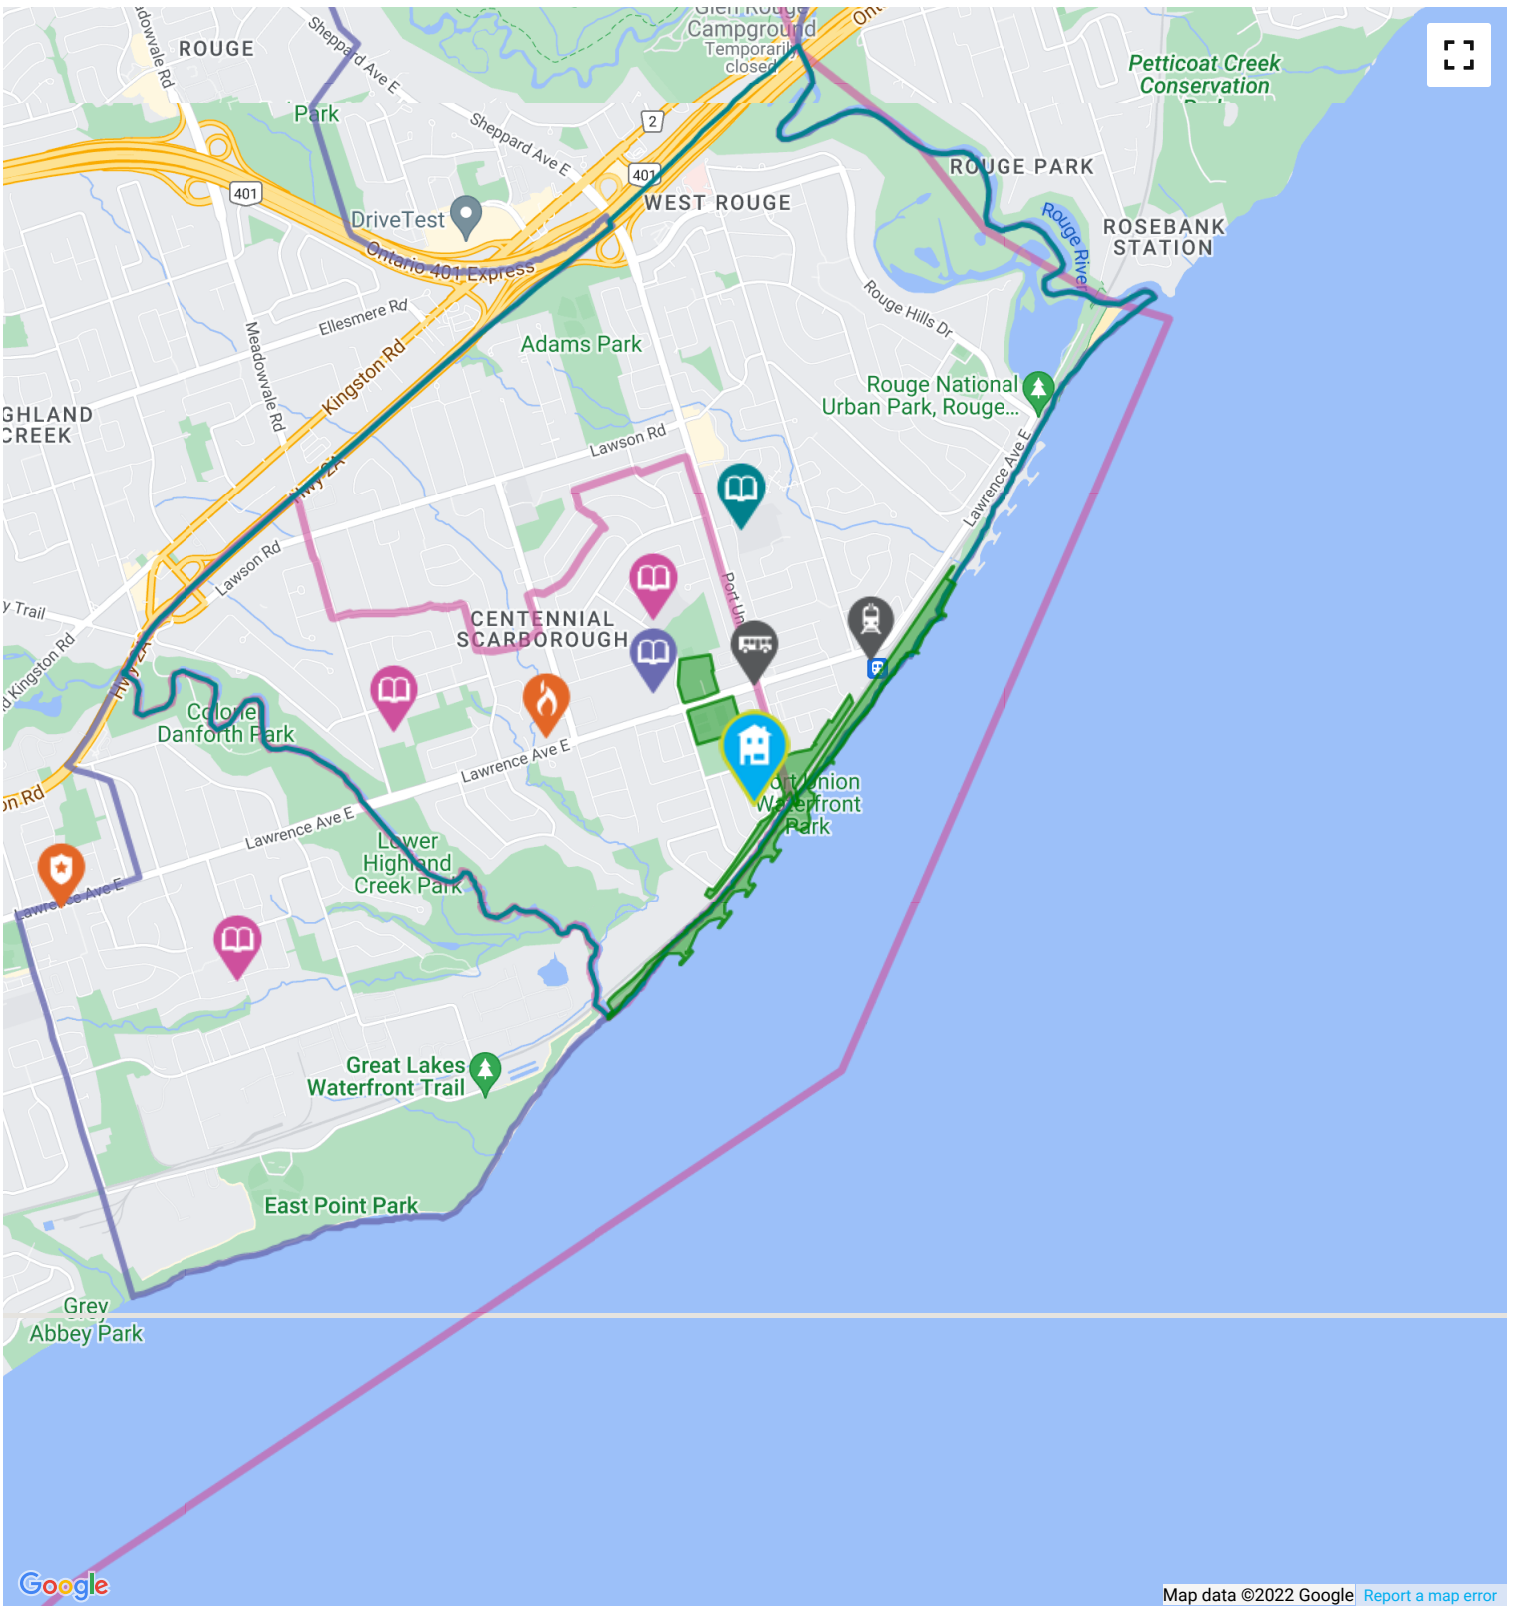 Glen Rouge
Campground
Temporarily
closed
ROUGE
Sheppard Ave E
Petticoat Creek
Conservation
Park
2
Sheppard Ave E
401
ROUGE PARK
401
WEST ROUGE
DriveTest
Rouge River
ROSEBANK
STATION
Ontario 401 Express
Ellesmere Rd
Rouge Hills Dr
Meadowvale Rd
Adams Park
Kingston Rd
Rouge National
Urban Park, Rouge...
GHLAND
CREEK
Lawson Rd
Lawrence Ave E
Hwy 2A
Lawson Rd
y Trail
Port Un
CENTENNIAL
SCARBOROUGH
d Kingston Rd
Hwy 2A
Colone
Danforth Park
Lawrence Ave E
ort Union
Waterfront
Park
on Rd
Lawrence Ave E
Lower
Highland
Creek Park
Lawrence Ave E
Great Lakes
Waterfront Trail
East Point Park
Grey
Abbey Park
Google
Map data ©2022 Google
Report a map error